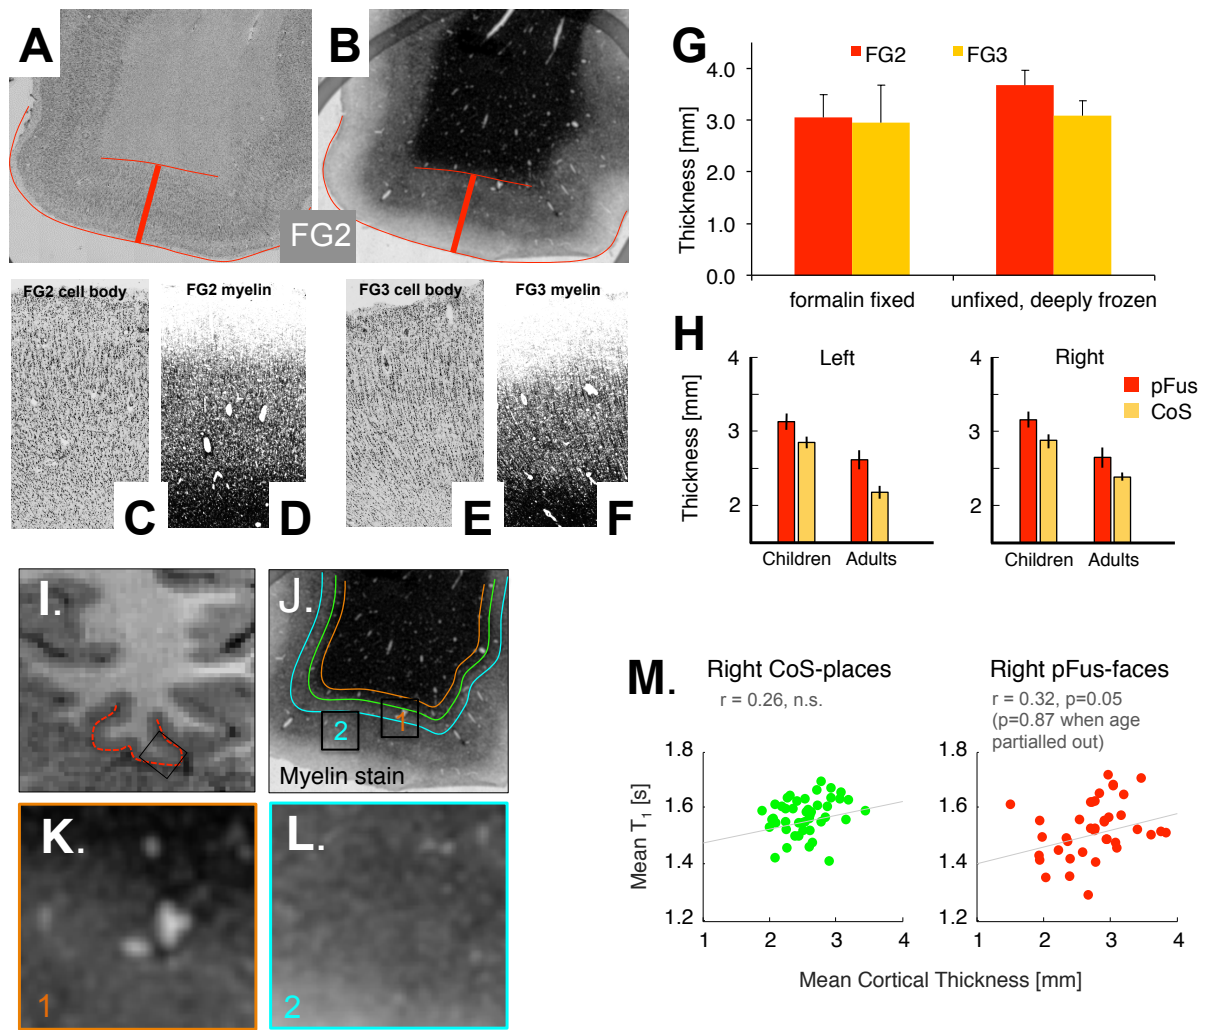 A
B
FG2
FG2 cell body
FG2 myelin
FG3 cell body
FG3 myelin
C
D
E
F
G
FG2
FG3
Thickness [mm]
4.0
3.0
2.0
1.0
0.0
formalin fixed
unfixed, deeply frozen
H
Left
Right
Thickness [mm]
4
3
2
4
3
2
pFus
CoS
Children
Adults
Children
Adults
I.
J.
2
1
Myelin stain
K.
1
L.
2
M.
Right CoS-places
r = 0.26, n.s.
Right pFus-faces
r = 0.32, p=0.05
(p=0.87 when age
partialled out)
Mean T1 [s]
1.8
1.6
1.4
1.2
1
2
3
4
1.8
1.6
1.4
1.2
1
2
3
4
Mean Cortical Thickness [mm]